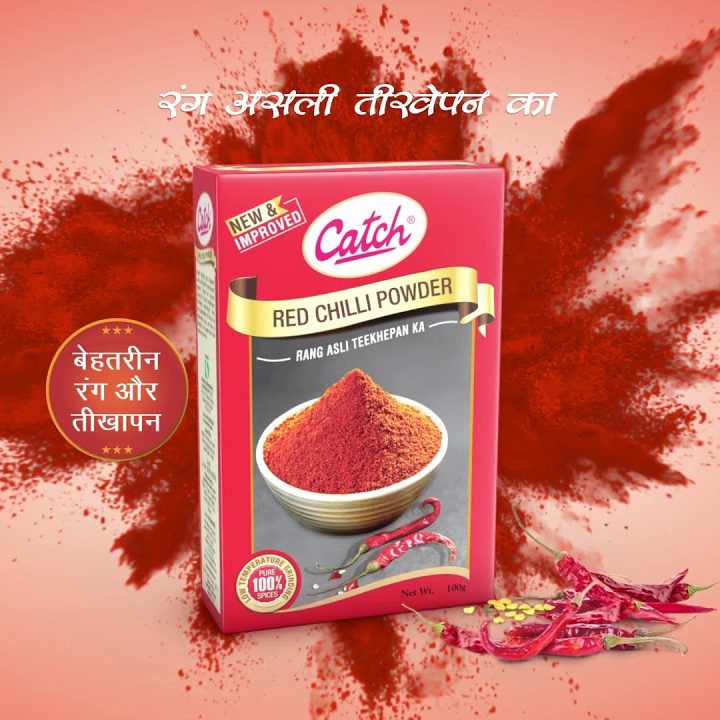 रंग असली तीखेपन का
NEW &
IMPROVED
Catch®
RED CHILLI POWDER
RANG ASLI TEEKHEPAN KA
बेहतरीन
रंग और
तीखापन
LOW TEMPERATURE GRINDING
PURE
100%
SPICES
Net Wt. 100g
Catch